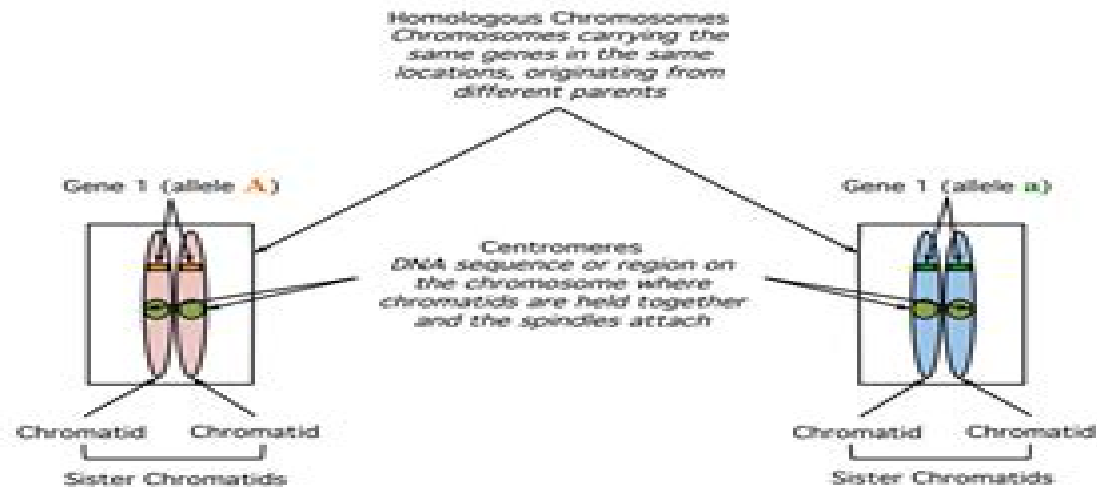 Homologous Chromosomes
Chromosomes carrying the
same genes in the same
locations, originating from
different parents
Gene 1 (allele A)
Gene 1 (allele a)
Centromeres
DNA sequence or region on
the chromosome where
chromatids are held together
and the spindles attach
Chromatid
Chromatid
Chromatid
Chromatid
Sister Chromatids
Sister Chromatids